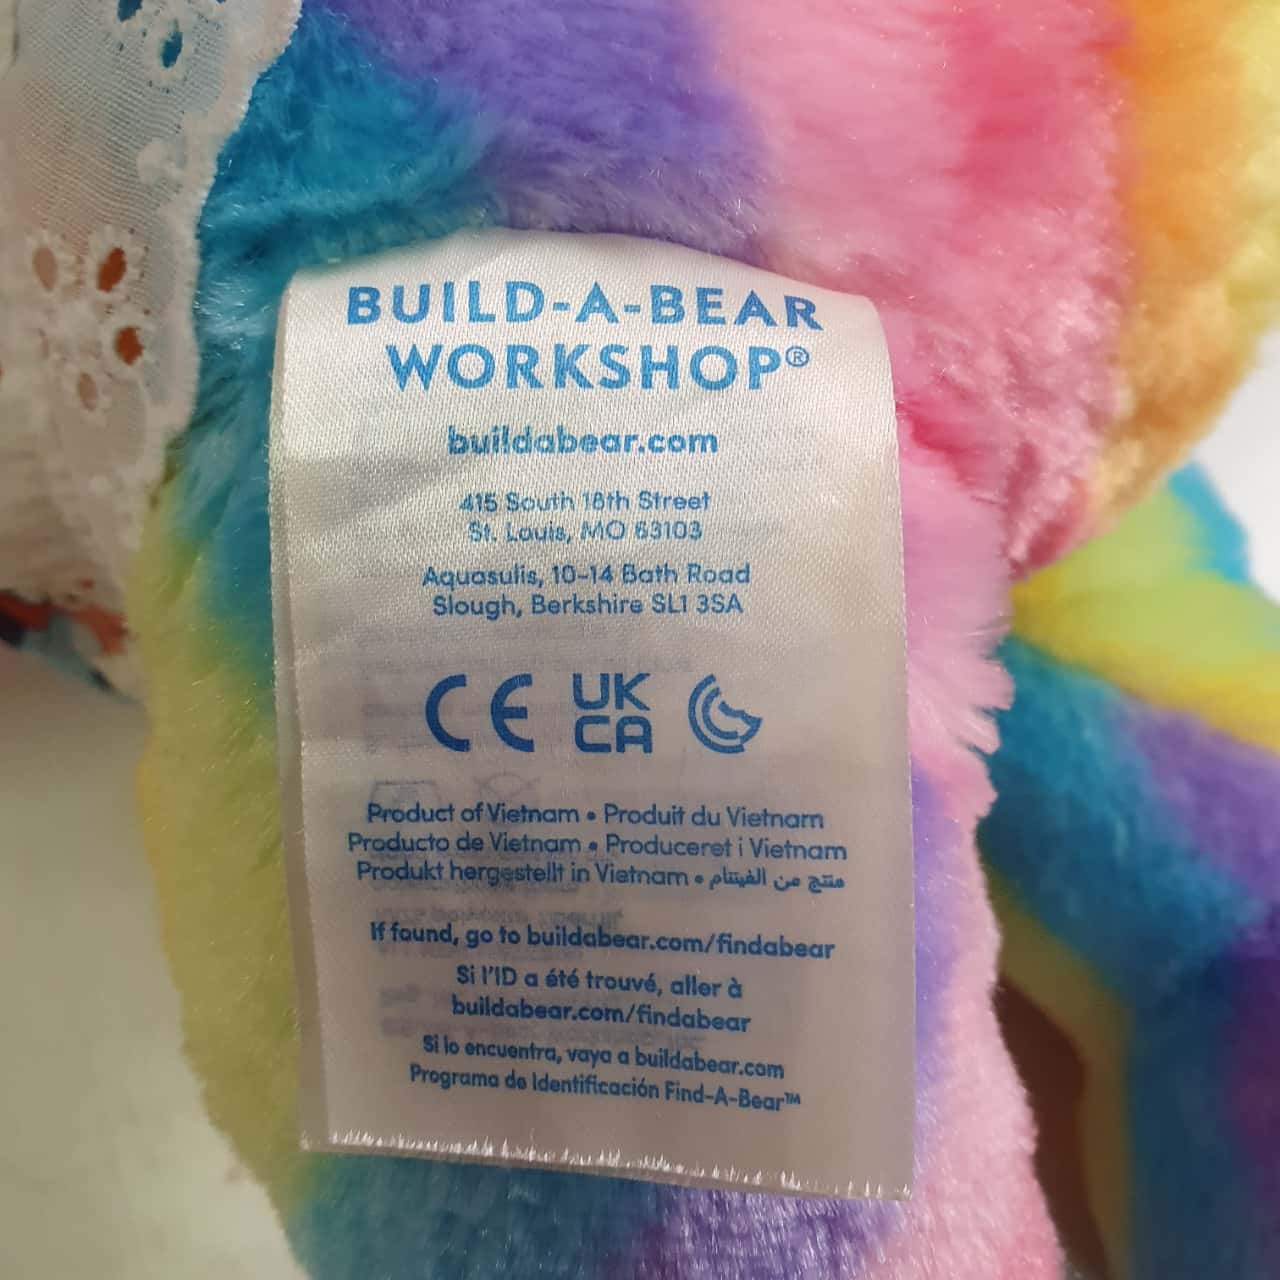 BUILD-A-BEAR
WORKSHOP®
buildabear.com
415 South 18th Street
St. Louis, MO 63103
Aquasulis, 10-14 Bath Road
Slough, Berkshire SL1 3SA
CE UK CA
Product of Vietnam • Produit du Vietnam
Producto de Vietnam • Produceret i Vietnam
Produkt hergestellt in Vietnam • منتج من الفيتنام
If found, go to buildabear.com/findabear
Si l'ID a été trouvé, aller à
buildabear.com/findabear
Si lo encuentra, vaya a buildabear.com
Programa de Identificación Find-A-Bear™